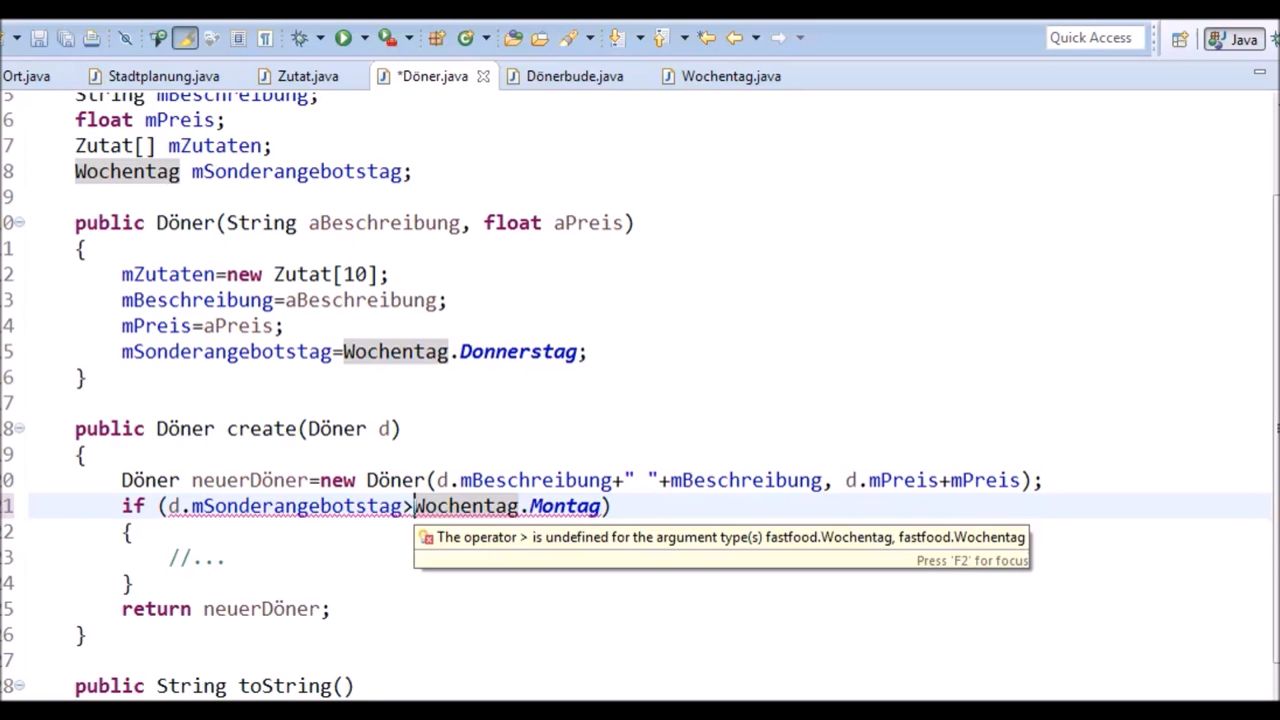 Quick Access
Java
Ort.java
Stadtplanung.java
Zutat.java
*Döner.java
Dönerbude.java
Wochentag.java
5 String mBeschreibung;
6 float mPreis;
7 Zutat[] mZutaten;
8 Wochentag mSonderangebotstag;
9
0 public Döner(String aBeschreibung, float aPreis)
1 {
2 mZutaten=new Zutat[10];
3 mBeschreibung=aBeschreibung;
4 mPreis=aPreis;
5 mSonderangebotstag=Wochentag.Donnerstag;
6 }
7
8 public Döner create(Döner d)
9 {
0 Döner neuerDöner=new Döner(d.mBeschreibung+" "+mBeschreibung, d.mPreis+mPreis);
1 if (d.mSonderangebotstag>Wochentag.Montag)
2 {
The operator > is undefined for the argument type(s) fastfood.Wochentag, fastfood.Wochentag
3 //...
Press 'F2' for focus
4 }
5 return neuerDöner;
6 }
7
8 public String toString()